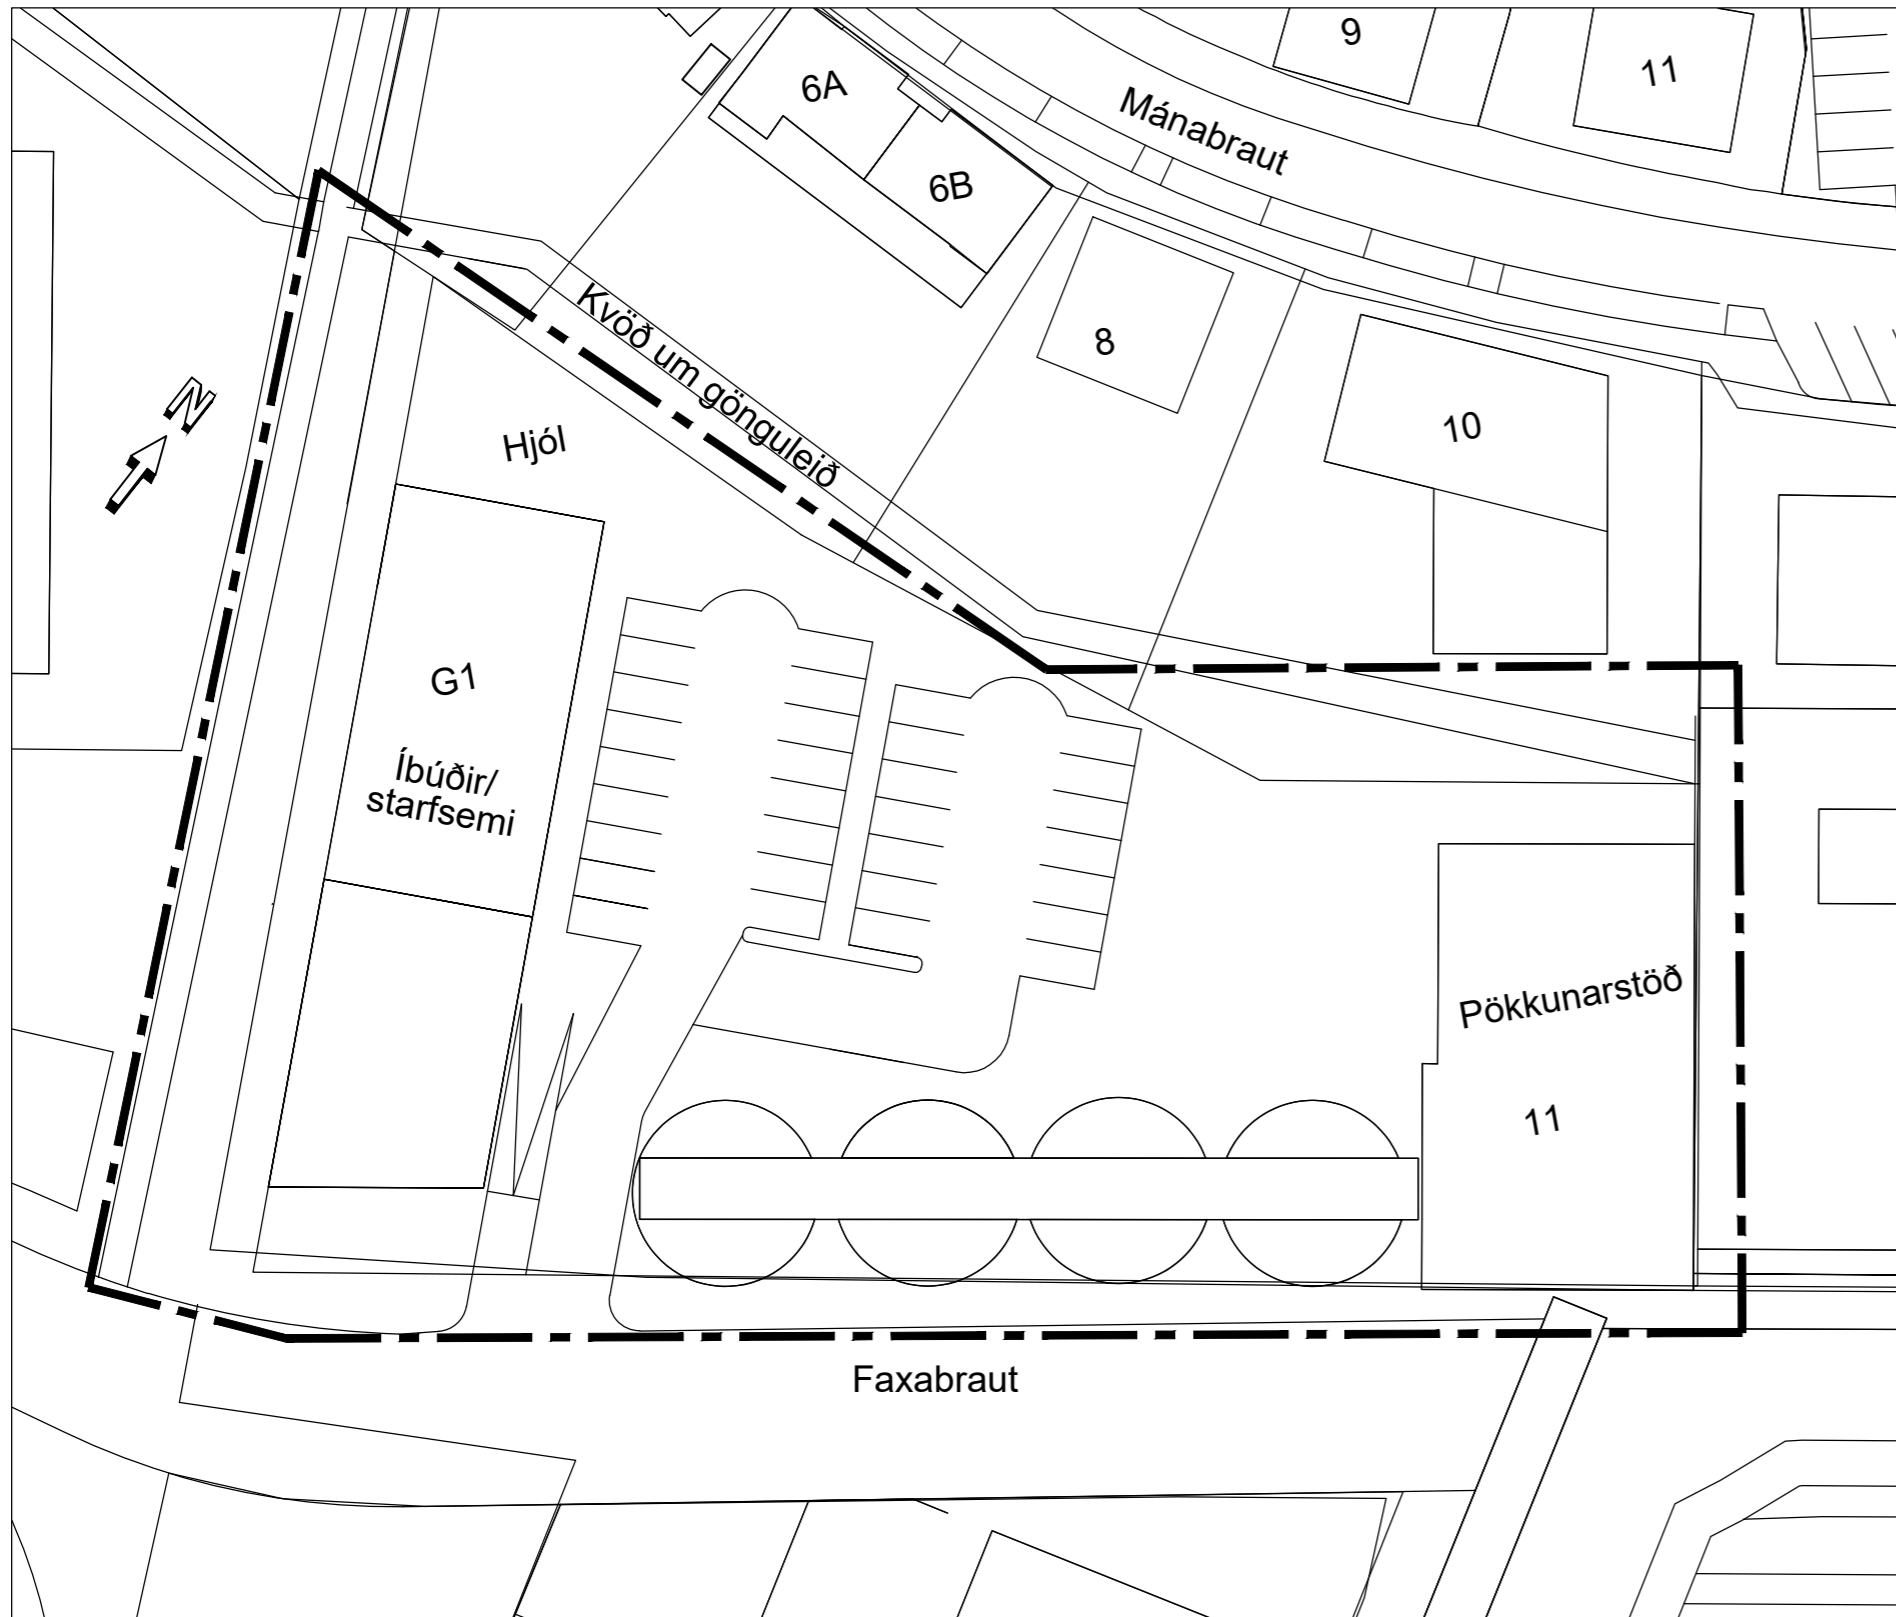 9
11
6A
Mánabraut
6B
Kvöð um gönguleið
8
N
10
Hjól
G1
Íbúðir/
starfsemi
Pökkunarstöð
11
Faxabraut